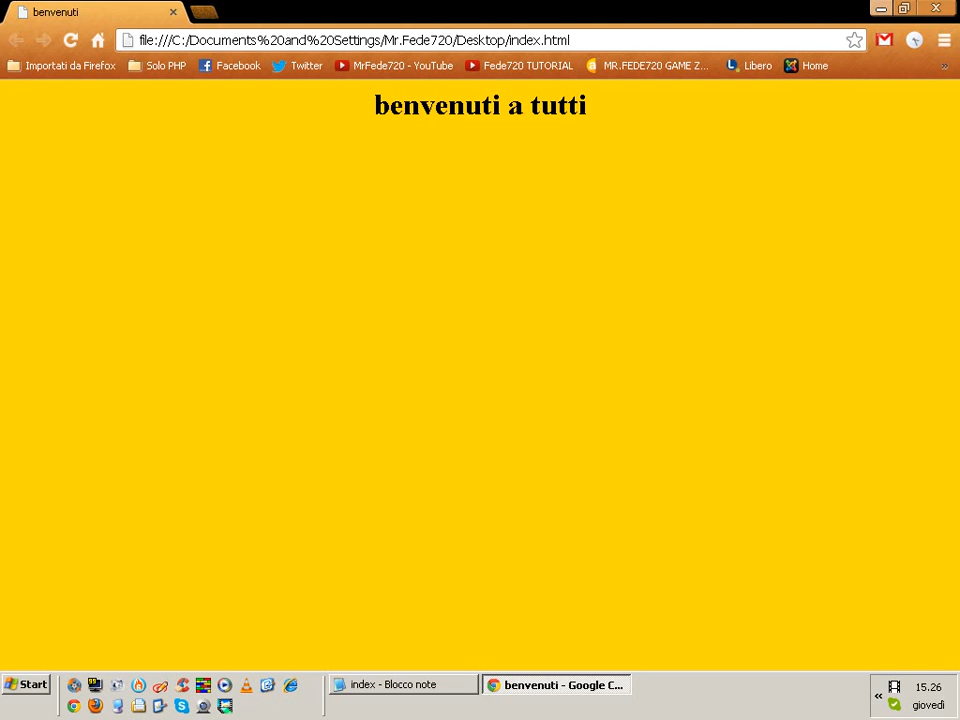 benvenuti
file:///C:/Documents%20and%20Settings/Mr.Fede720/Desktop/index.html
Importati da Firefox Solo PHP Facebook Twitter MrFede720 - YouTube Fede720 TUTORIAL MR.FEDE720 GAME Z... Libero Home »
benvenuti a tutti
Start index - Blocco note benvenuti - Google C... « 15.26
giovedì